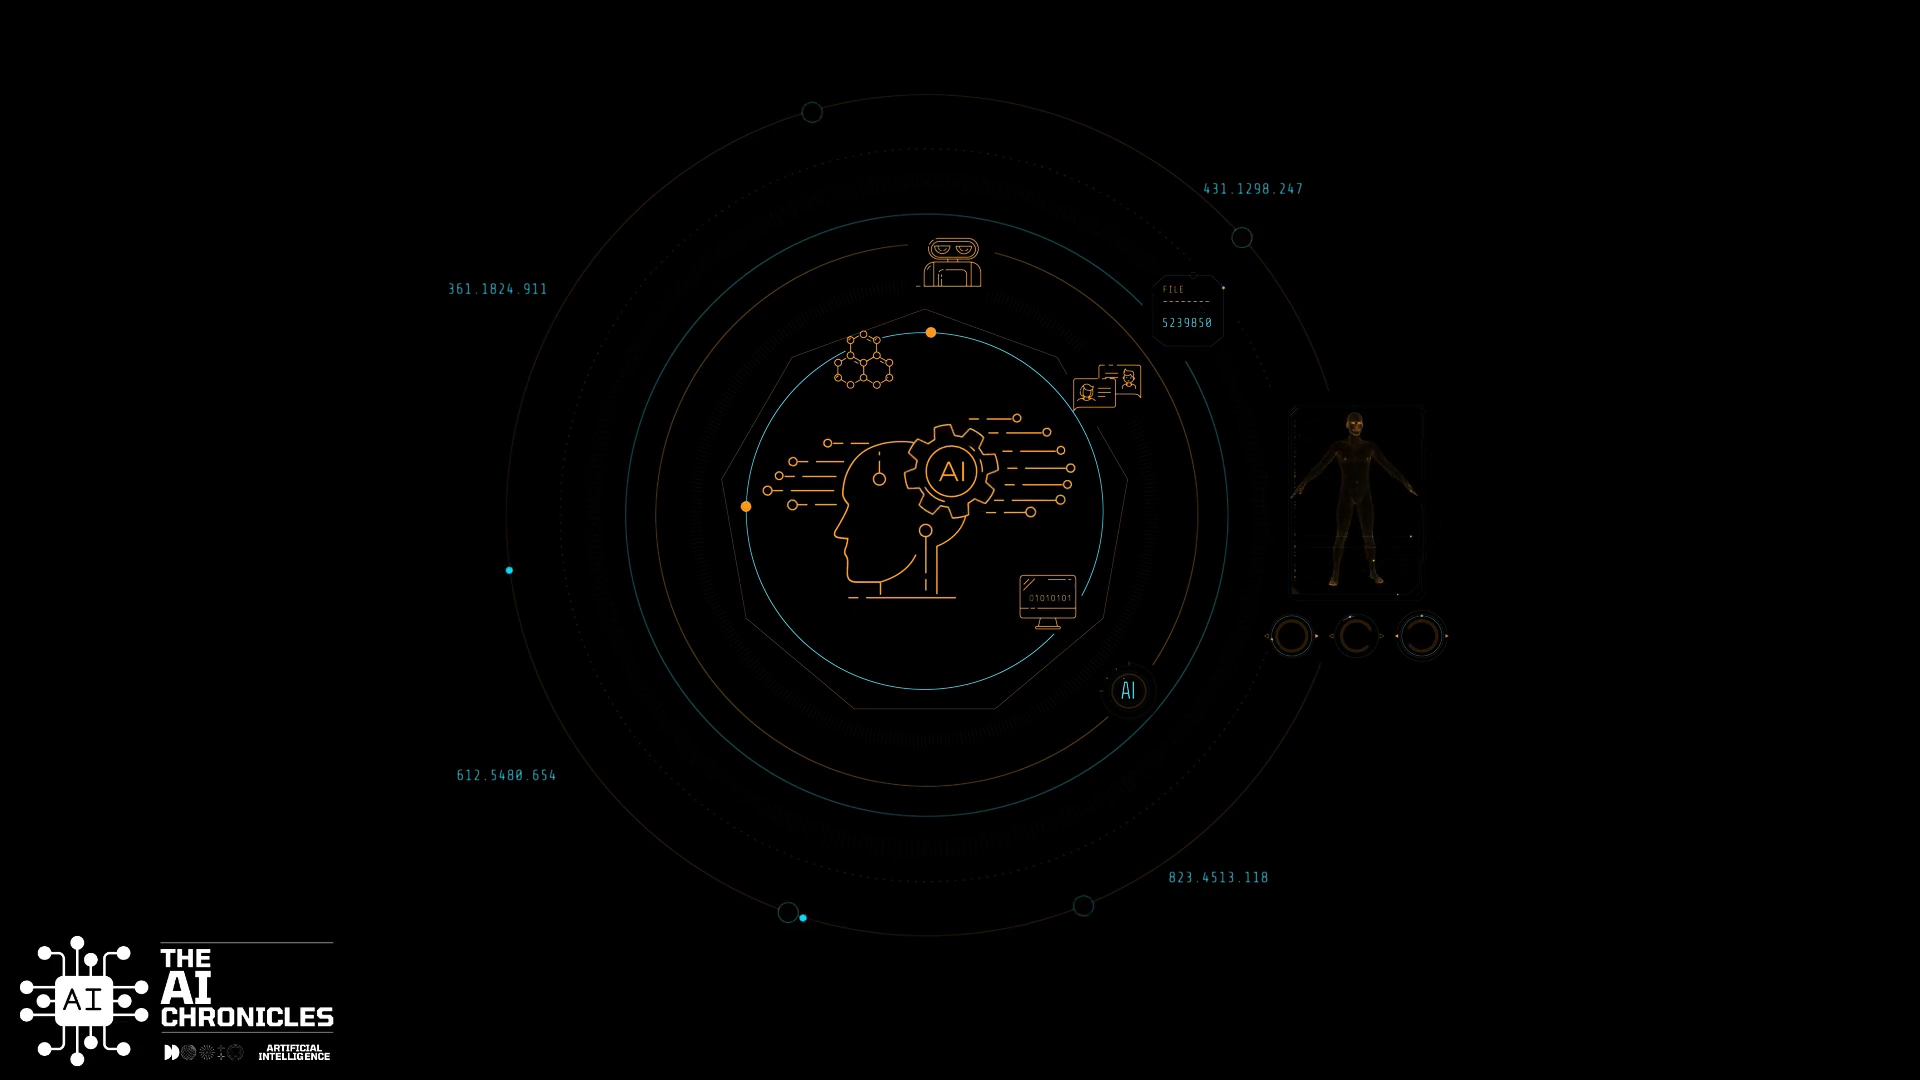 431.1298.247
361.1824.911
FILE
5239850
AI
01010101
AI
612.5480.654
823.4513.118
AI
THE
AI
CHRONICLES
ARTIFICIAL
INTELLIGENCE